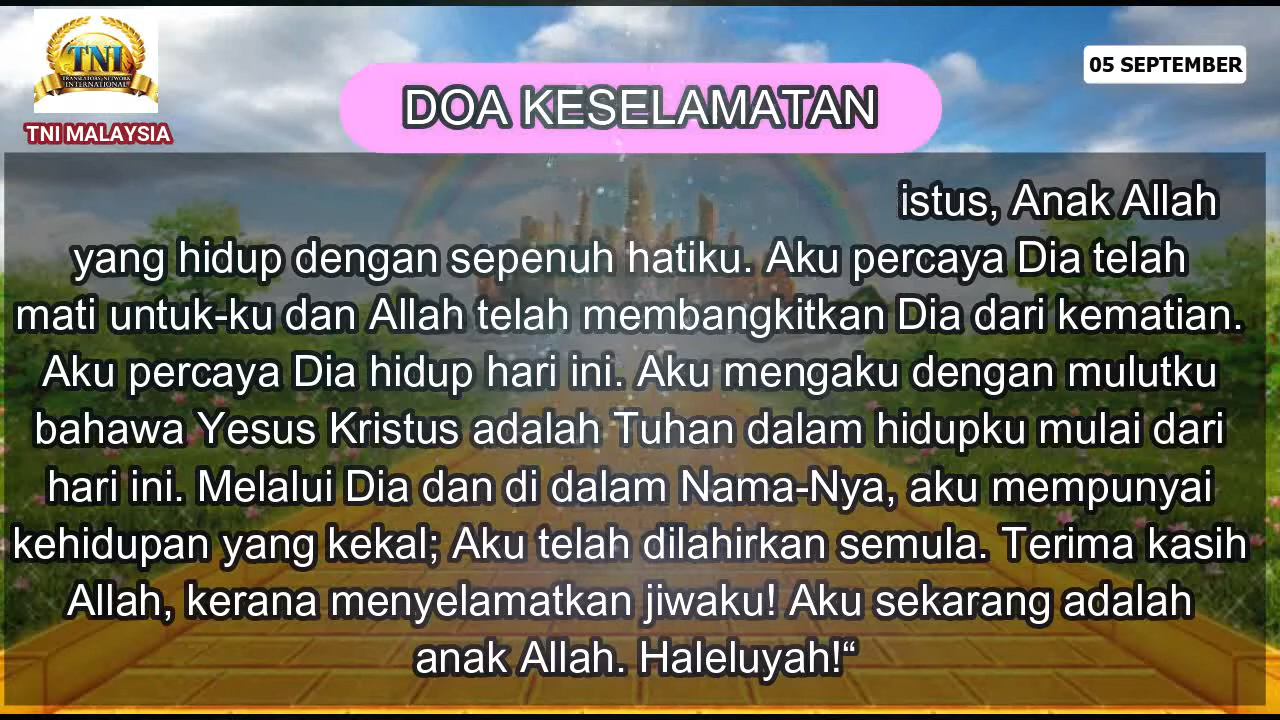 TNI
TRANSLATORS NETWORK
INTERNATIONAL
TNI MALAYSIA
DOA KESELAMATAN
05 SEPTEMBER
istus, Anak Allah
yang hidup dengan sepenuh hatiku. Aku percaya Dia telah
mati untuk-ku dan Allah telah membangkitkan Dia dari kematian.
Aku percaya Dia hidup hari ini. Aku mengaku dengan mulutku
bahawa Yesus Kristus adalah Tuhan dalam hidupku mulai dari
hari ini. Melalui Dia dan di dalam Nama-Nya, aku mempunyai
kehidupan yang kekal; Aku telah dilahirkan semula. Terima kasih
Allah, kerana menyelamatkan jiwaku! Aku sekarang adalah
anak Allah. Haleluyah!“